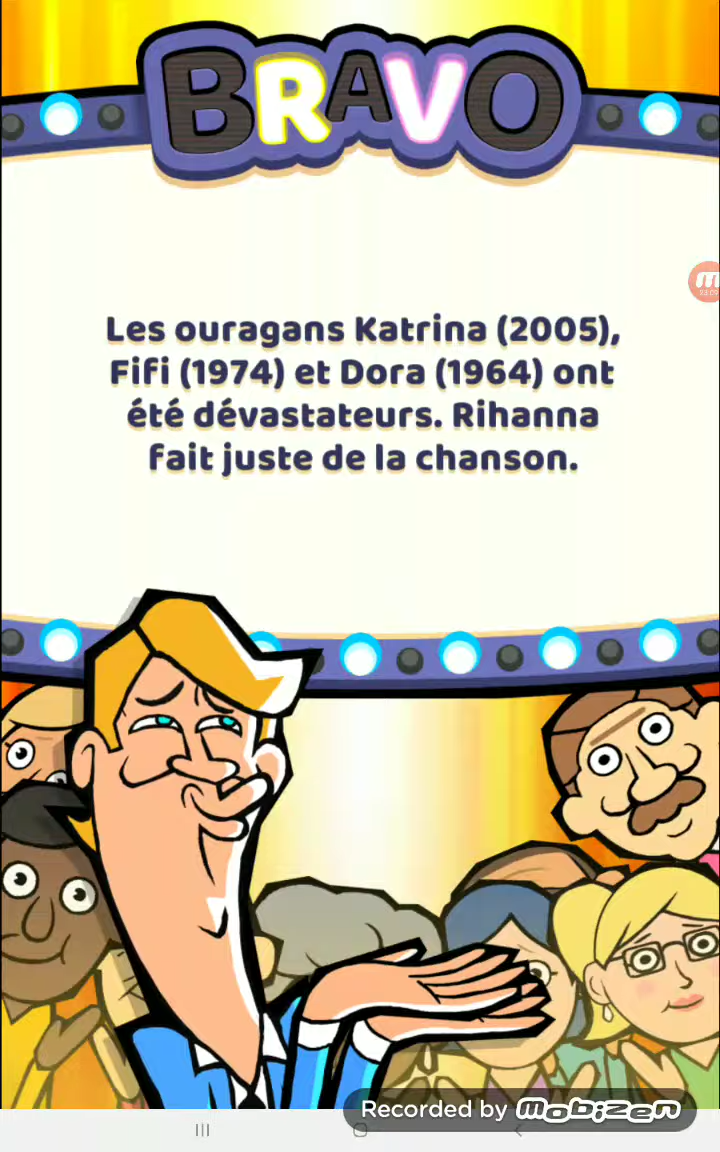 BRAVO
Les ouragans Katrina (2005),
Fifi (1974) et Dora (1964) ont
été dévastateurs. Rihanna
fait juste de la chanson.
Recorded by mobizen